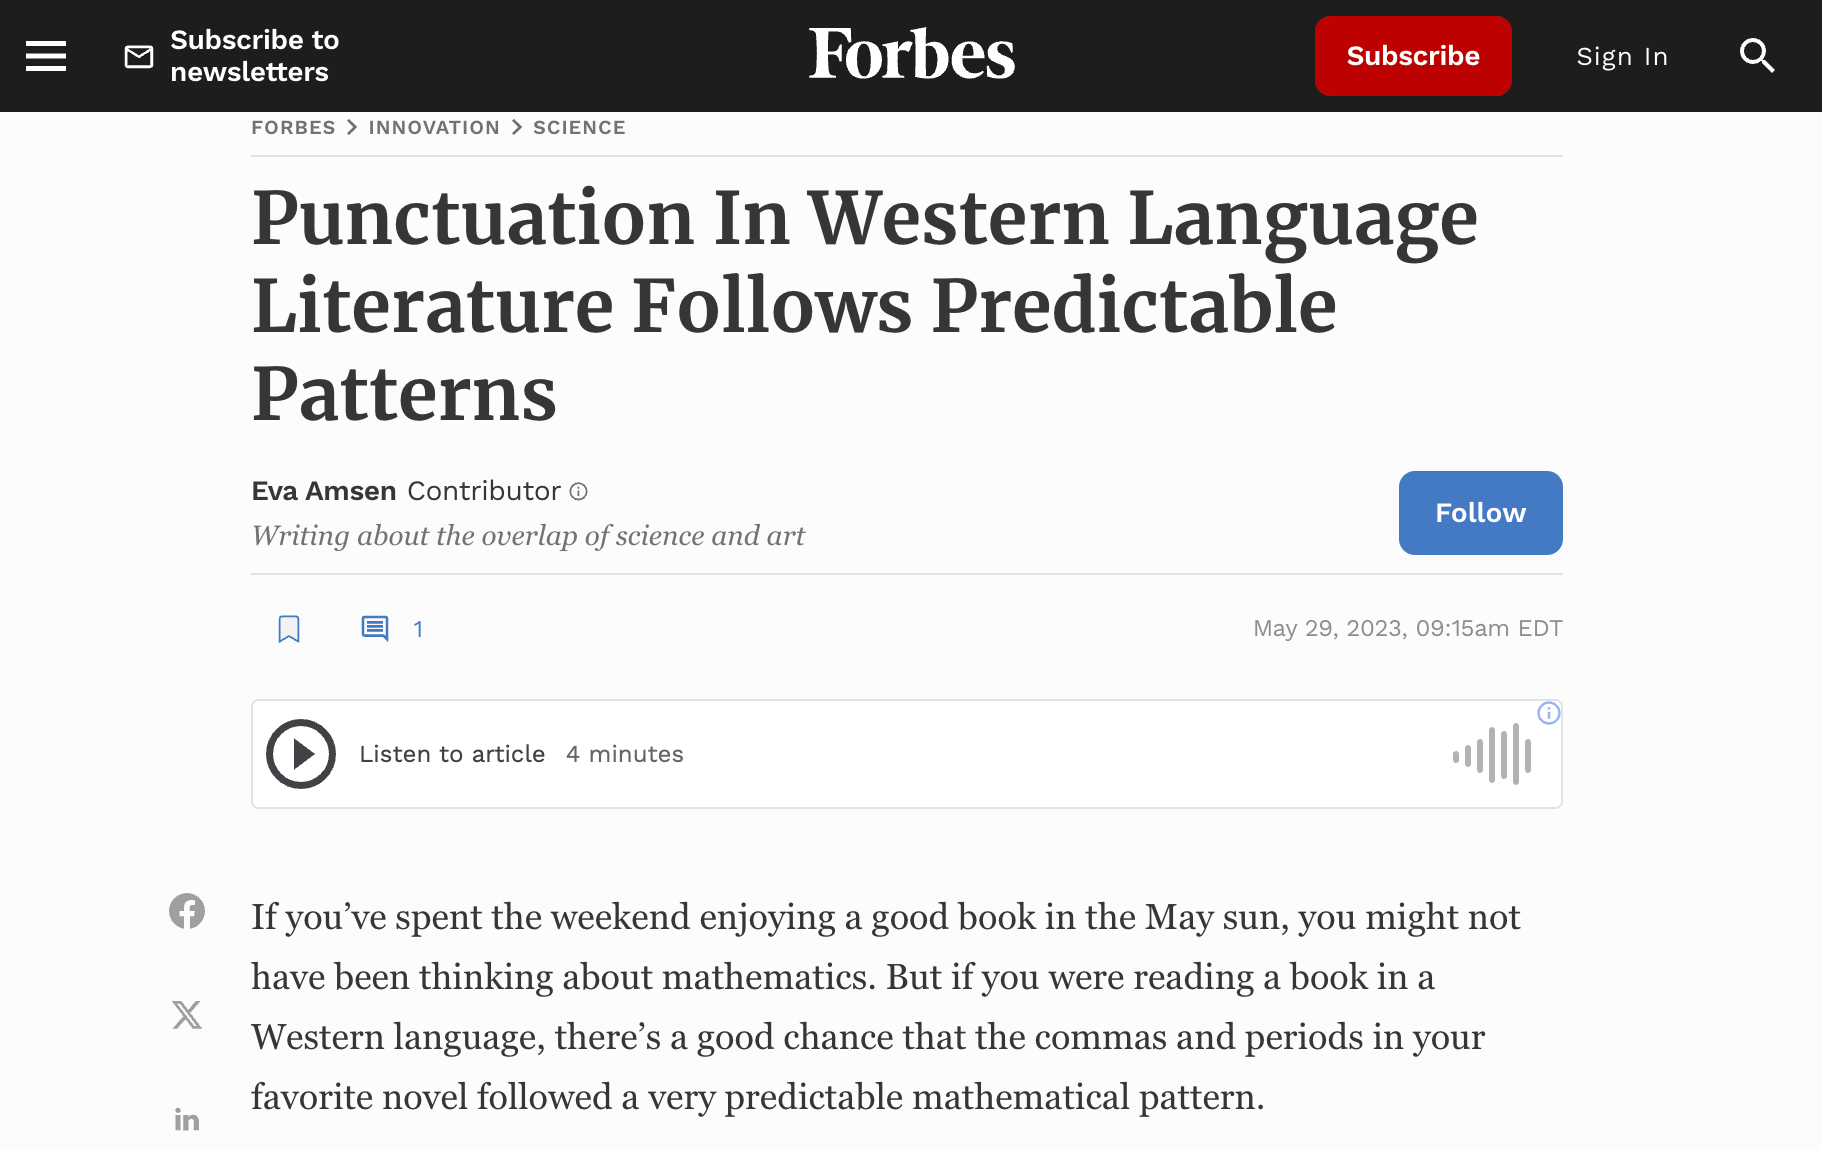 Subscribe to
newsletters
Forbes
Subscribe
Sign In
FORBES > INNOVATION > SCIENCE
Punctuation In Western Language
Literature Follows Predictable
Patterns
Eva Amsen Contributor
Writing about the overlap of science and art
Follow
1
May 29, 2023, 09:15am EDT
Listen to article 4 minutes
If you’ve spent the weekend enjoying a good book in the May sun, you might not
have been thinking about mathematics. But if you were reading a book in a
Western language, there’s a good chance that the commas and periods in your
favorite novel followed a very predictable mathematical pattern.